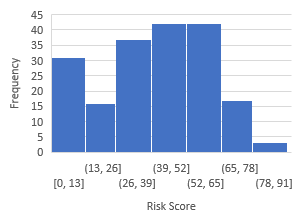 45
40
35
30
25
20
15
10
5
0
Frequency
(13, 26] (39, 52] (65, 78]
[0, 13] (26, 39] (52, 65] (78, 91]
Risk Score